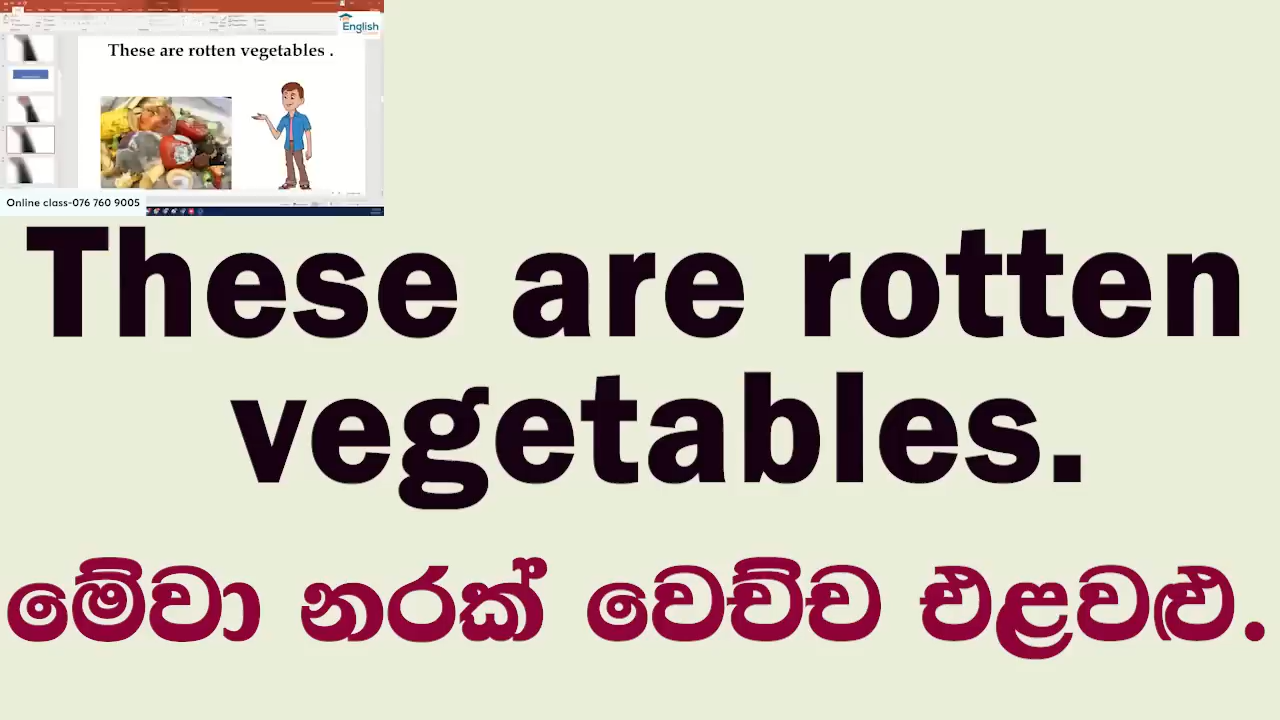 English
These are rotten vegetables .
Online class-076 760 9005
These are rotten
vegetables.
මේවා නරක් වෙච්ච එළවළු.